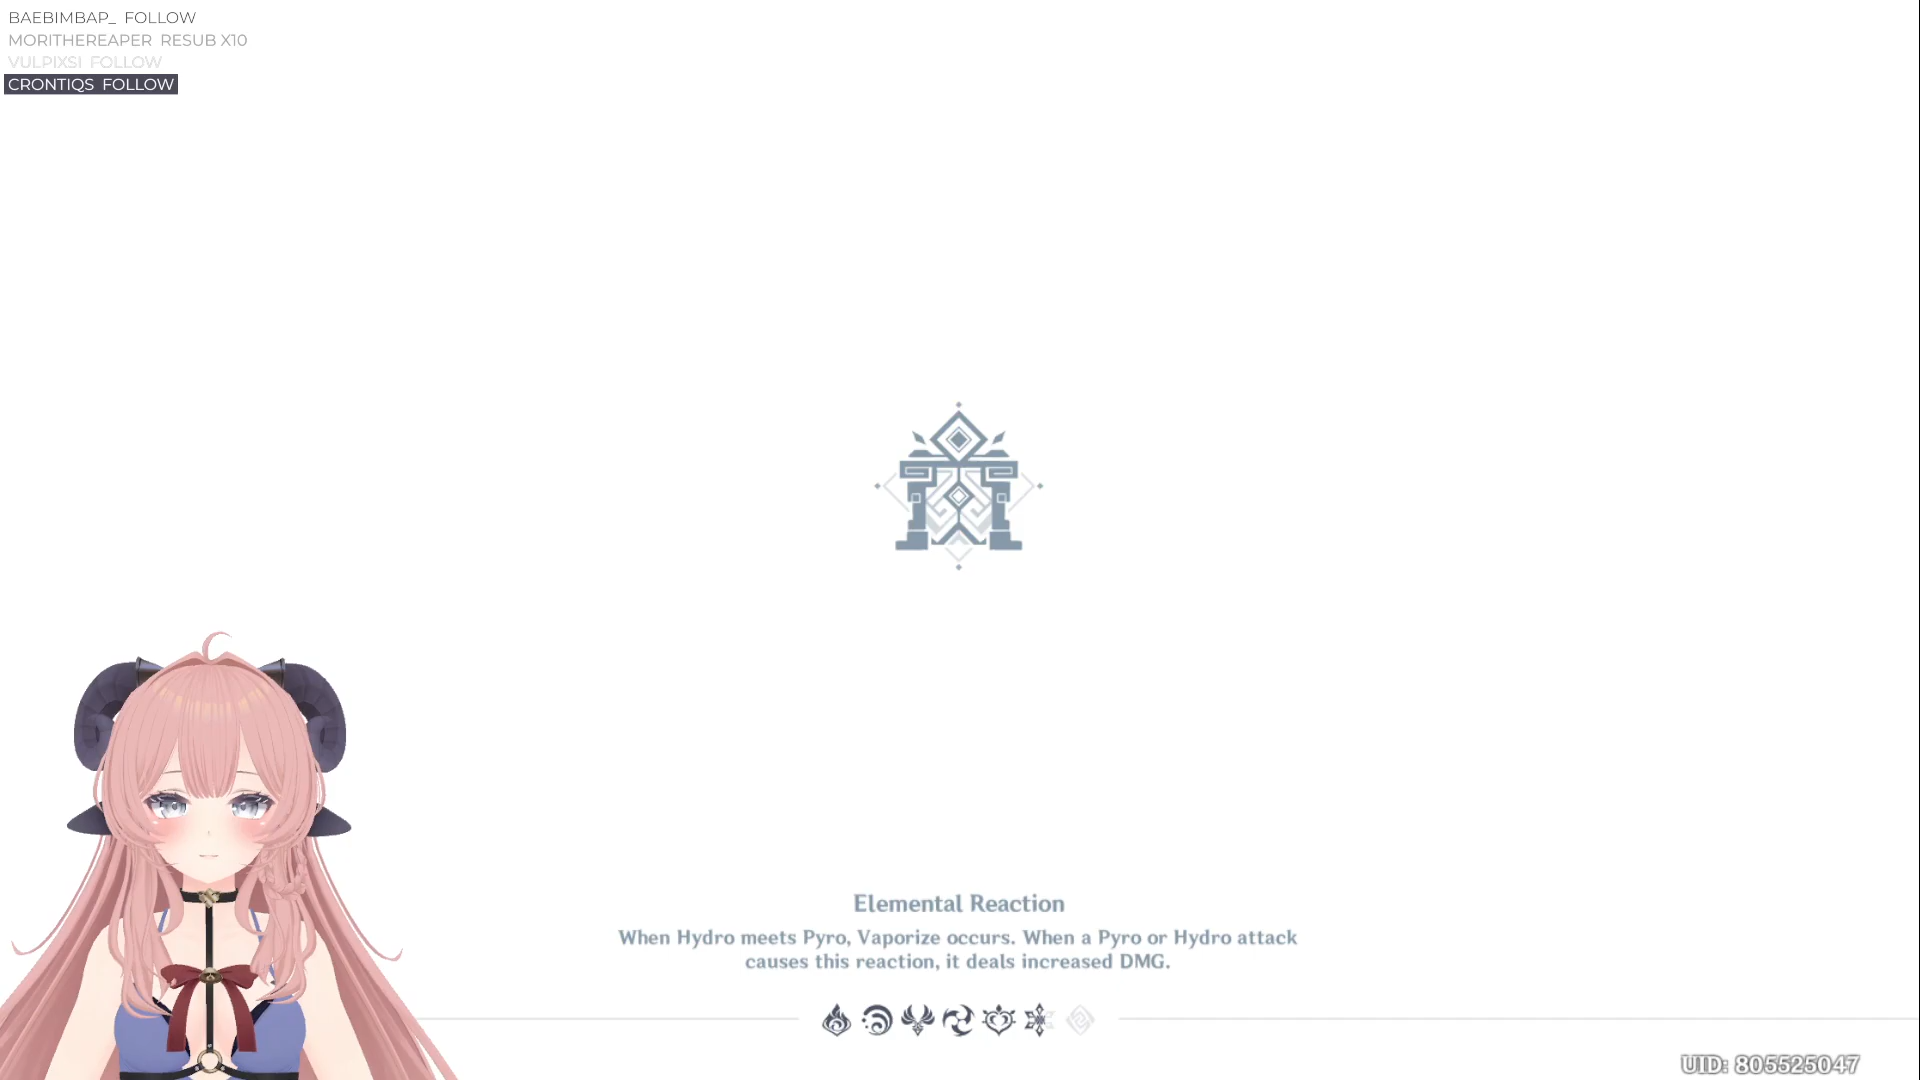 BAEBIMBAP_ FOLLOW
MORITHEREAPER RESUB X10
VULPIXSI FOLLOW
CRONTIQS FOLLOW
Elemental Reaction
When Hydro meets Pyro, Vaporize occurs. When a Pyro or Hydro attack
causes this reaction, it deals increased DMG.
UID: 805525047